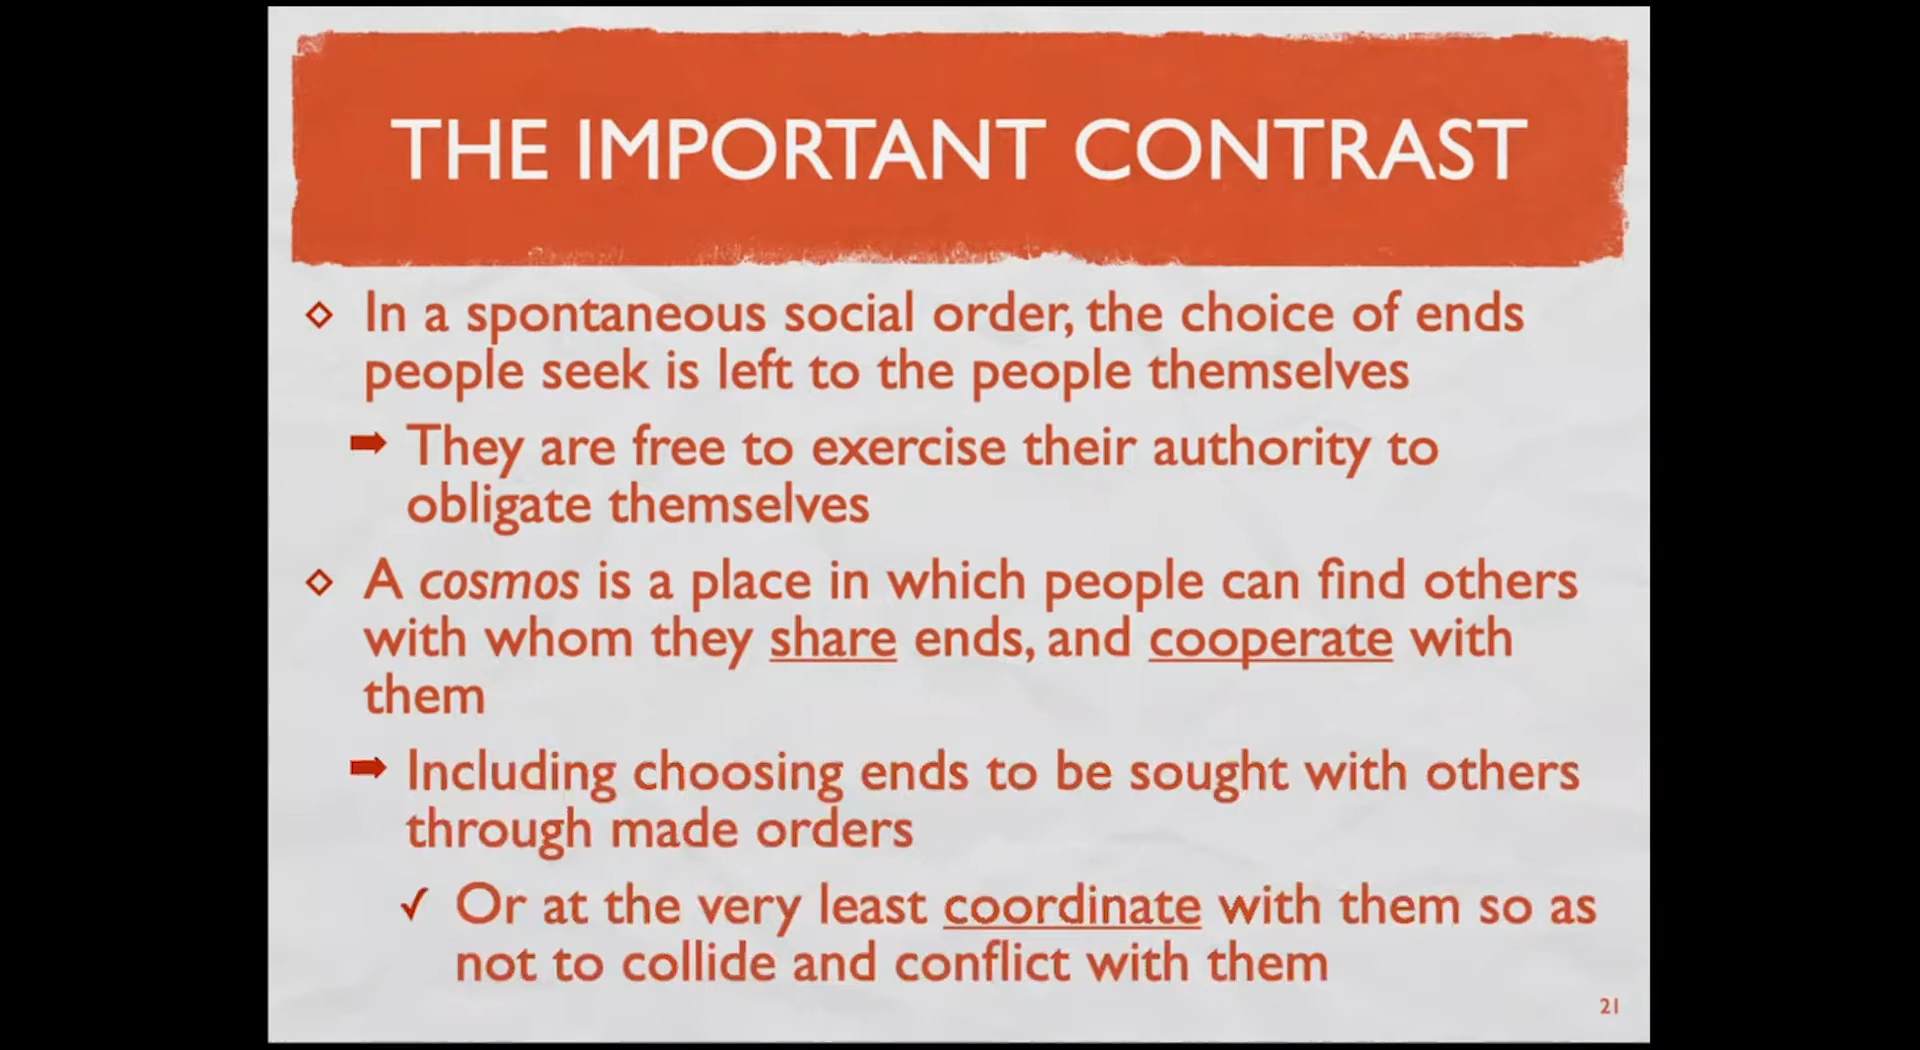 THE IMPORTANT CONTRAST
In a spontaneous social order, the choice of ends
people seek is left to the people themselves
They are free to exercise their authority to
obligate themselves
A cosmos is a place in which people can find others
with whom they share ends, and cooperate with
them
Including choosing ends to be sought with others
through made orders
Or at the very least coordinate with them so as
not to collide and conflict with them
21